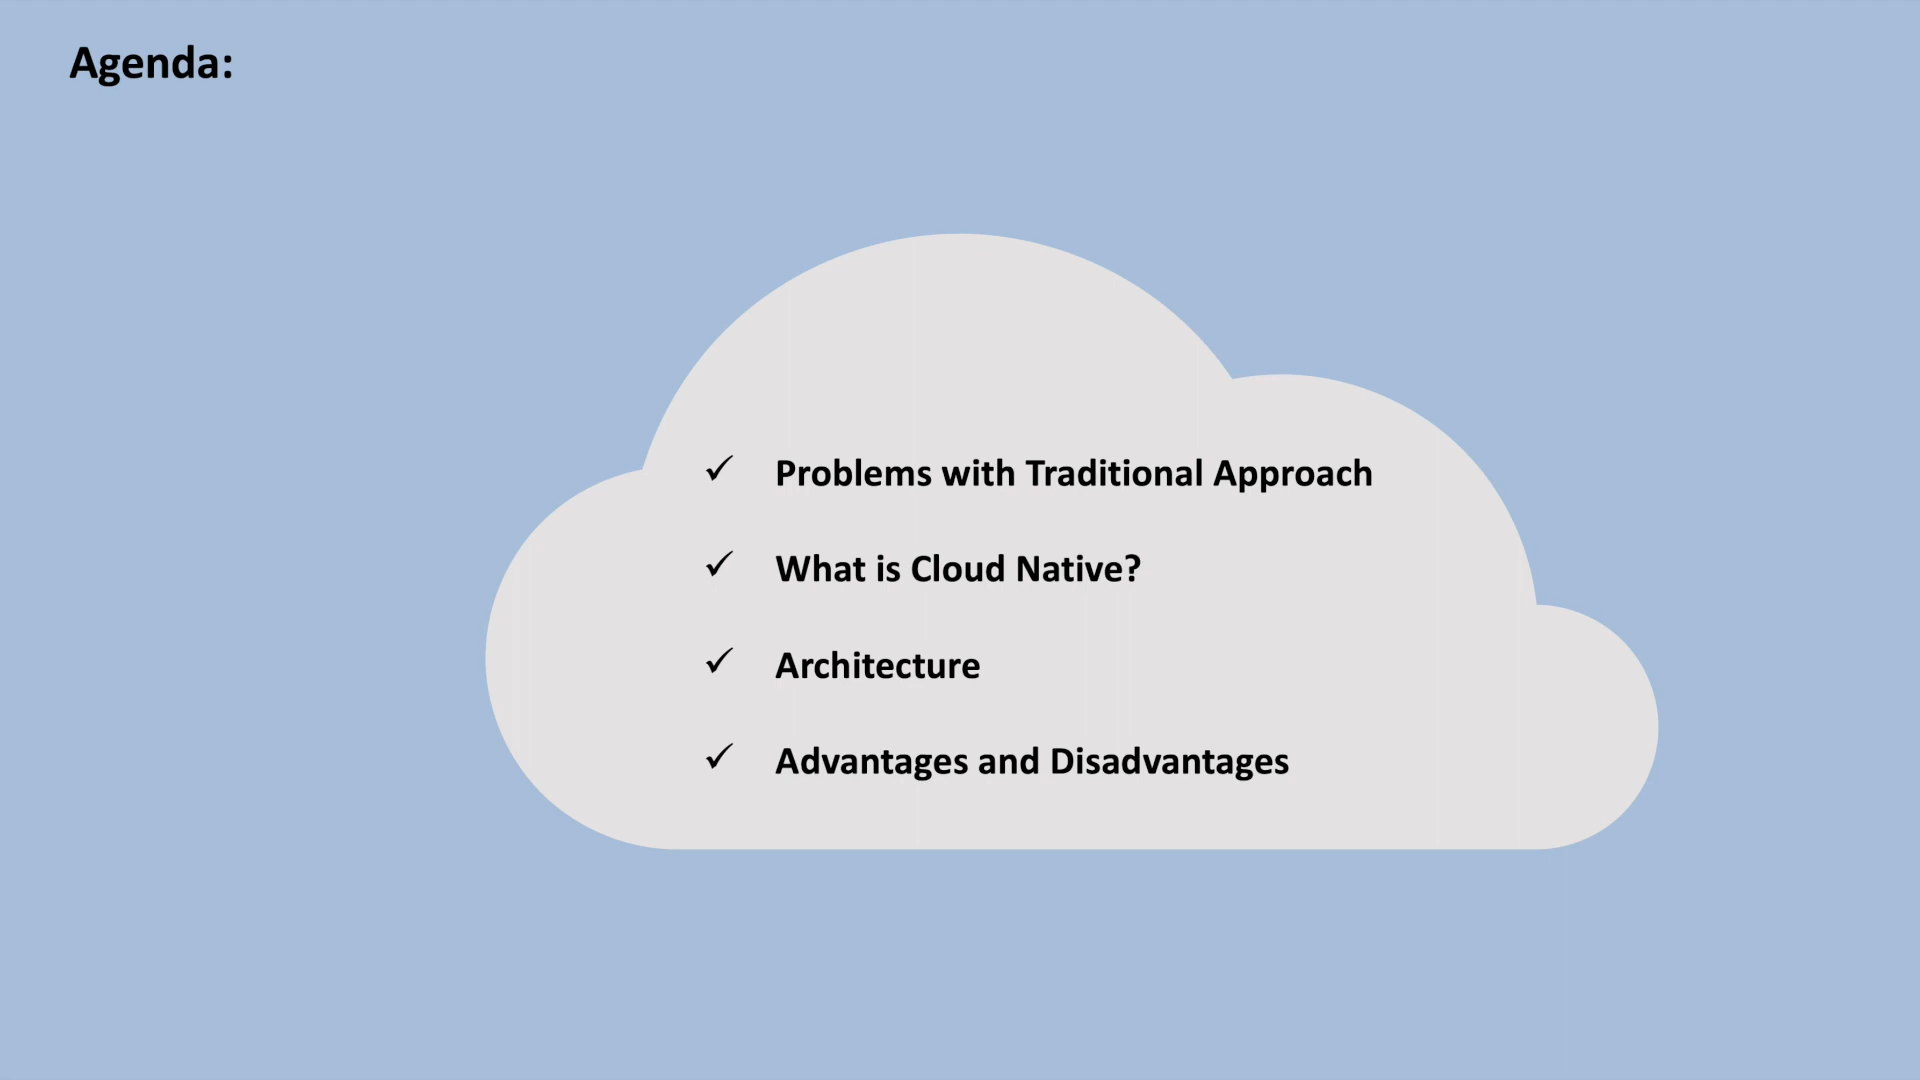 Agenda:
✓ Problems with Traditional Approach
✓ What is Cloud Native?
✓ Architecture
✓ Advantages and Disadvantages